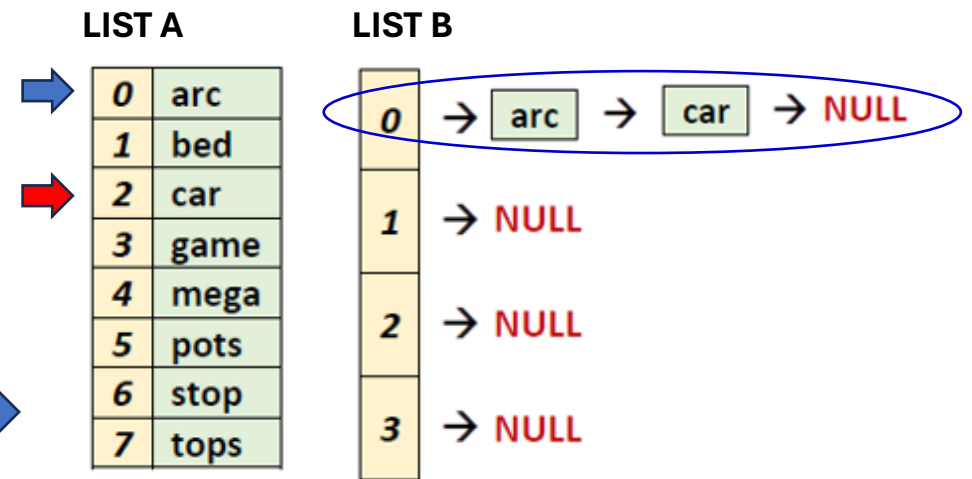 LIST A
0 arc
1 bed
2 car
3 game
4 mega
5 pots
6 stop
7 tops
LIST B
0 → arc → car → NULL
1 → NULL
2 → NULL
3 → NULL